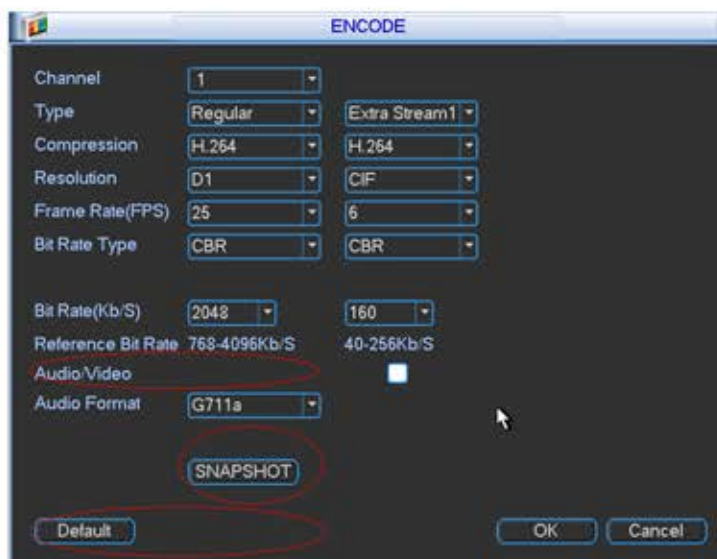 ENCODE
Channel 1
Type Regular Extra Stream1
Compression H.264 H.264
Resolution D1 CIF
Frame Rate(FPS) 25 6
Bit Rate Type CBR CBR
Bit Rate(Kb/S) 2048 160
Reference Bit Rate 768-4096Kb/S 40-256Kb/S
Audio/Video
Audio Format G711a
SNAPSHOT
Default OK Cancel